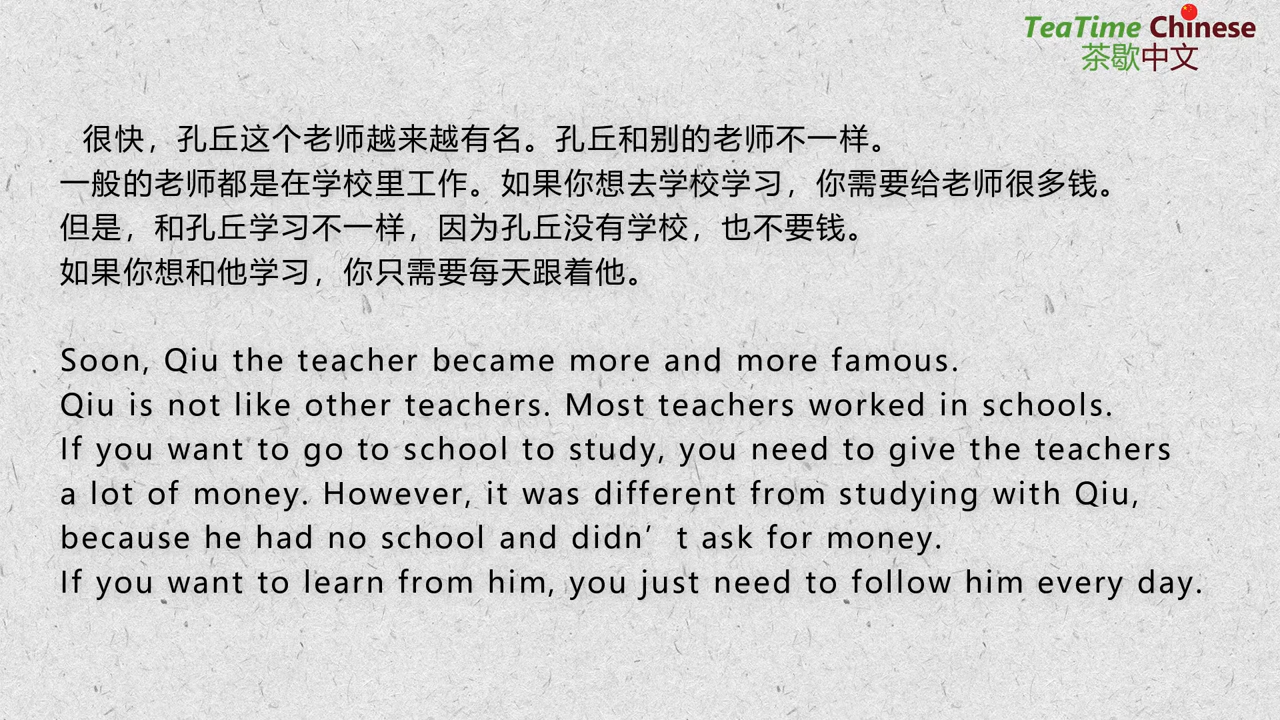 TeaTime Chinese
茶歇中文
很快，孔丘这个老师越来越有名。孔丘和别的老师不一样。
一般的老师都是在学校里工作。如果你想去学校学习，你需要给老师很多钱。
但是，和孔丘学习不一样，因为孔丘没有学校，也不要钱。
如果你想和他学习，你只需要每天跟着他。
Soon, Qiu the teacher became more and more famous.
Qiu is not like other teachers. Most teachers worked in schools.
If you want to go to school to study, you need to give the teachers
a lot of money. However, it was different from studying with Qiu,
because he had no school and didn’t ask for money.
If you want to learn from him, you just need to follow him every day.